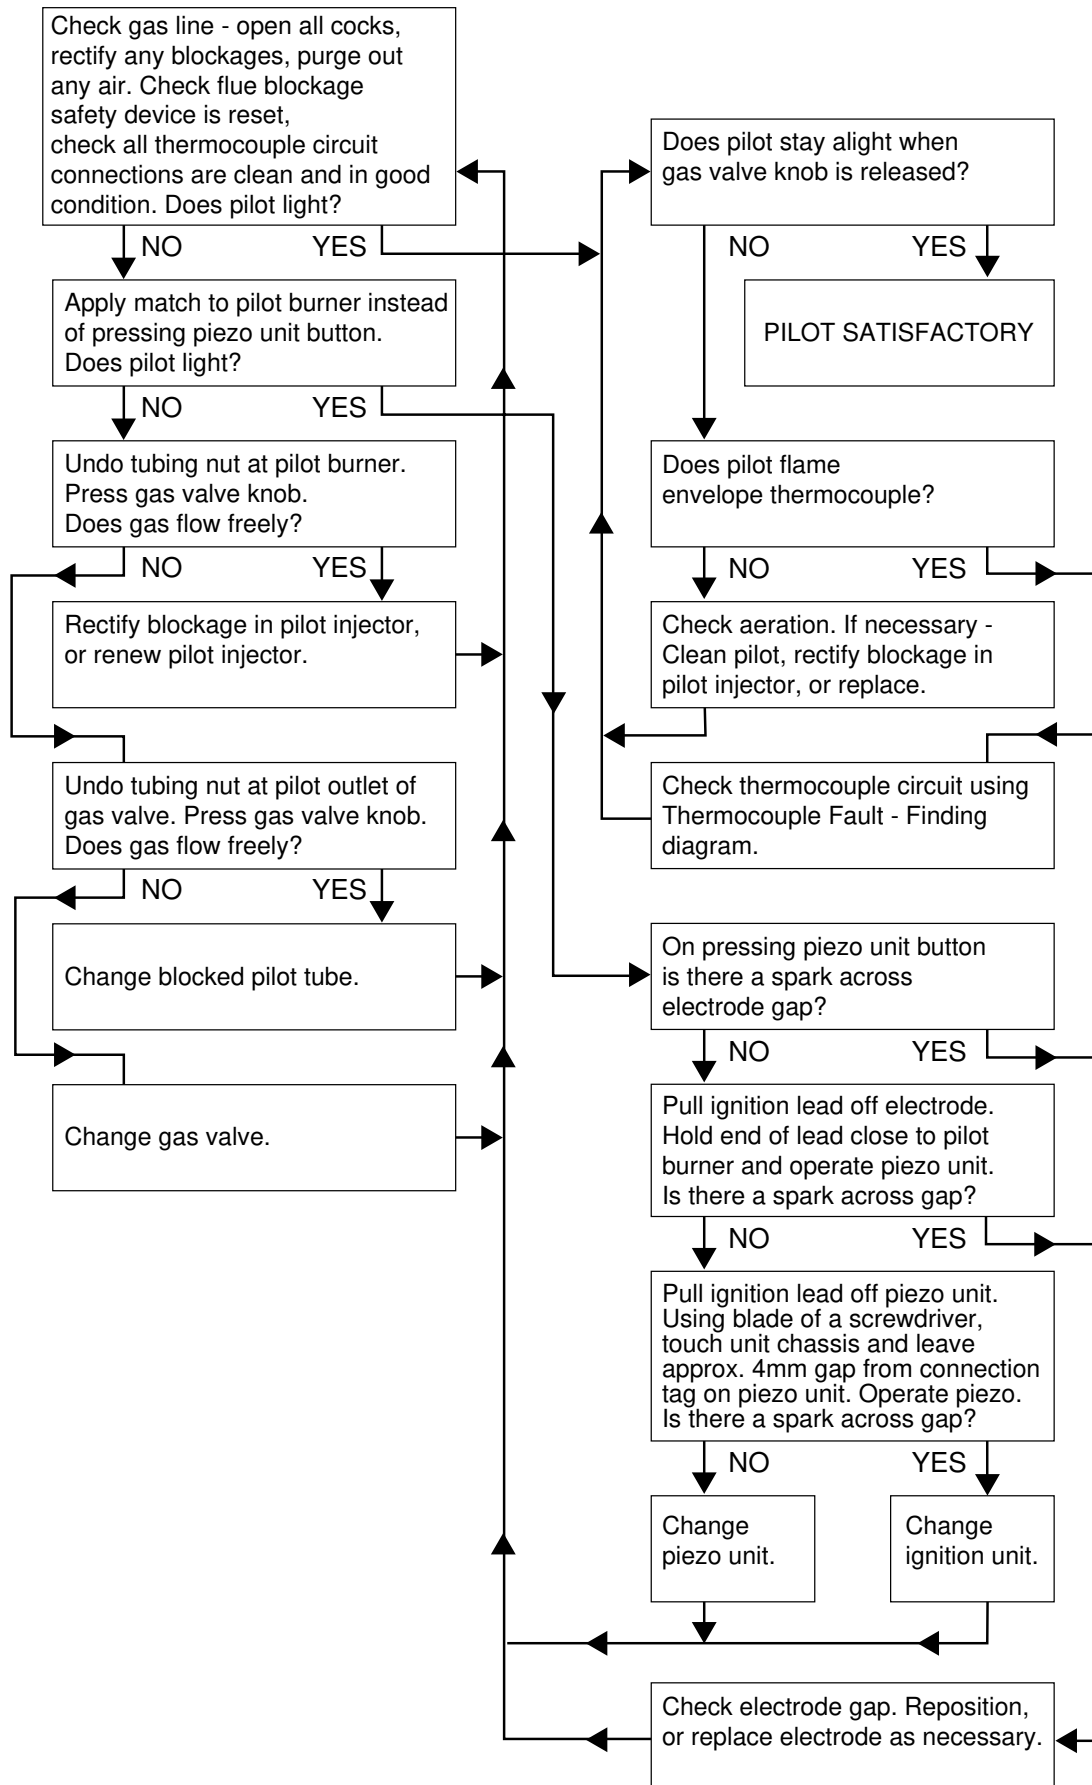 Check gas line - open all cocks,
rectify any blockages, purge out
any air. Check flue blockage
safety device is reset,
check all thermocouple circuit
connections are clean and in good
condition. Does pilot light?
NO
YES
Apply match to pilot burner instead
of pressing piezo unit button.
Does pilot light?
NO
YES
Undo tubing nut at pilot burner.
Press gas valve knob.
Does gas flow freely?
NO
YES
Rectify blockage in pilot injector,
or renew pilot injector.
Undo tubing nut at pilot outlet of
gas valve. Press gas valve knob.
Does gas flow freely?
NO
YES
Change blocked pilot tube.
Change gas valve.
Does pilot stay alight when
gas valve knob is released?
NO
YES
PILOT SATISFACTORY
Does pilot flame
envelope thermocouple?
NO
YES
Check aeration. If necessary -
Clean pilot, rectify blockage in
pilot injector, or replace.
Check thermocouple circuit using
Thermocouple Fault - Finding
diagram.
On pressing piezo unit button
is there a spark across
electrode gap?
NO
YES
Pull ignition lead off electrode.
Hold end of lead close to pilot
burner and operate piezo unit.
Is there a spark across gap?
NO
YES
Pull ignition lead off piezo unit.
Using blade of a screwdriver,
touch unit chassis and leave
approx. 4mm gap from connection
tag on piezo unit. Operate piezo.
Is there a spark across gap?
NO
YES
Change
piezo unit.
Change
ignition unit.
Check electrode gap. Reposition,
or replace electrode as necessary.